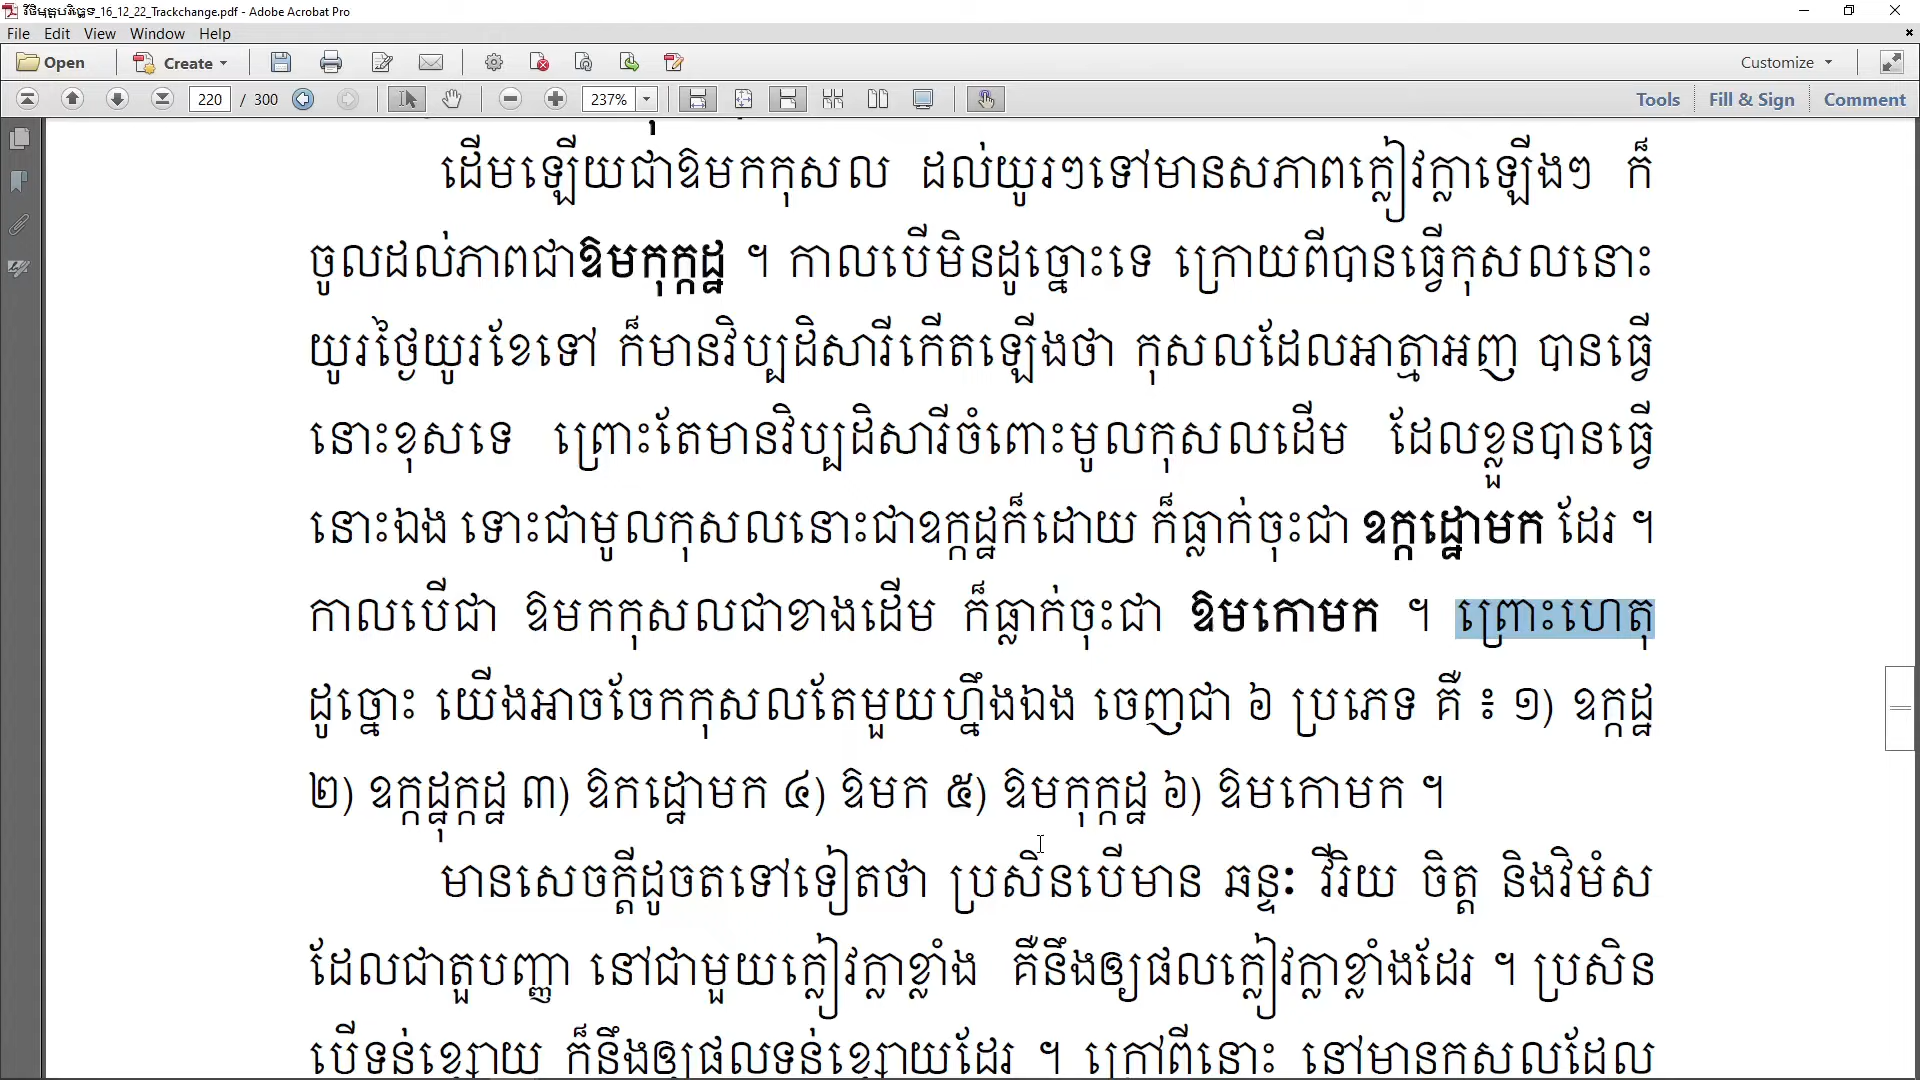 វិថីមុត្តបរិច្ឆេទ_16_12_22_Trackchange.pdf - Adobe Acrobat Pro
File Edit View Window Help
Open Create Customize
220 / 300 237% Tools Fill & Sign Comment
ដើមឡើយជាឱមកកុសល ដល់យូរៗទៅមានសភាពក្លៀវក្លាឡើងៗ ក៏
ចូលដល់ភាពជាឱមកុក្កដ្ឋ ។ កាលបើមិនដូច្នោះទេ ក្រោយពីបានធ្វើកុសលនោះ
យូរថ្ងៃយូរខែទៅ ក៏មានវិប្បដិសារីកើតឡើងថា កុសលដែលអាត្មាអញ បានធ្វើ
នោះខុសទេ ព្រោះតែមានវិប្បដិសារីចំពោះមូលកុសលដើម ដែលខ្លួនបានធ្វើ
នោះឯង ទោះជាមូលកុសលនោះជាឧក្កដ្ឋក៏ដោយ ក៏ធ្លាក់ចុះជា ឧក្កដ្ឋោមក ដែរ ។
កាលបើជា ឱមកកុសលជាខាងដើម ក៏ធ្លាក់ចុះជា ឱមកោមក ។ ព្រោះហេតុ
ដូច្នោះ យើងអាចចែកកុសលតែមួយហ្នឹងឯង ចេញជា ៦ ប្រភេទ គឺ ៖ ១) ឧក្កដ្ឋ
២) ឧក្កដ្ឋុក្កដ្ឋ ៣) ឱកដ្ឋោមក ៤) ឱមក ៥) ឱមកុក្កដ្ឋ ៦) ឱមកោមក ។
មានសេចក្តីដូចតទៅទៀតថា ប្រសិនបើមាន ឆន្ទៈ វីរិយ ចិត្ត និងវិមំស
ដែលជាតួបញ្ញា នៅជាមួយក្លៀវក្លាខ្លាំង គឺនឹងឲ្យផលក្លៀវក្លាខ្លាំងដែរ ។ ប្រសិន
បើទន់ខ្សោយ ក៏នឹងឲ្យផលទន់ខ្សោយដែរ ។ ក្រៅពីនោះ នៅមានកុសលដែល